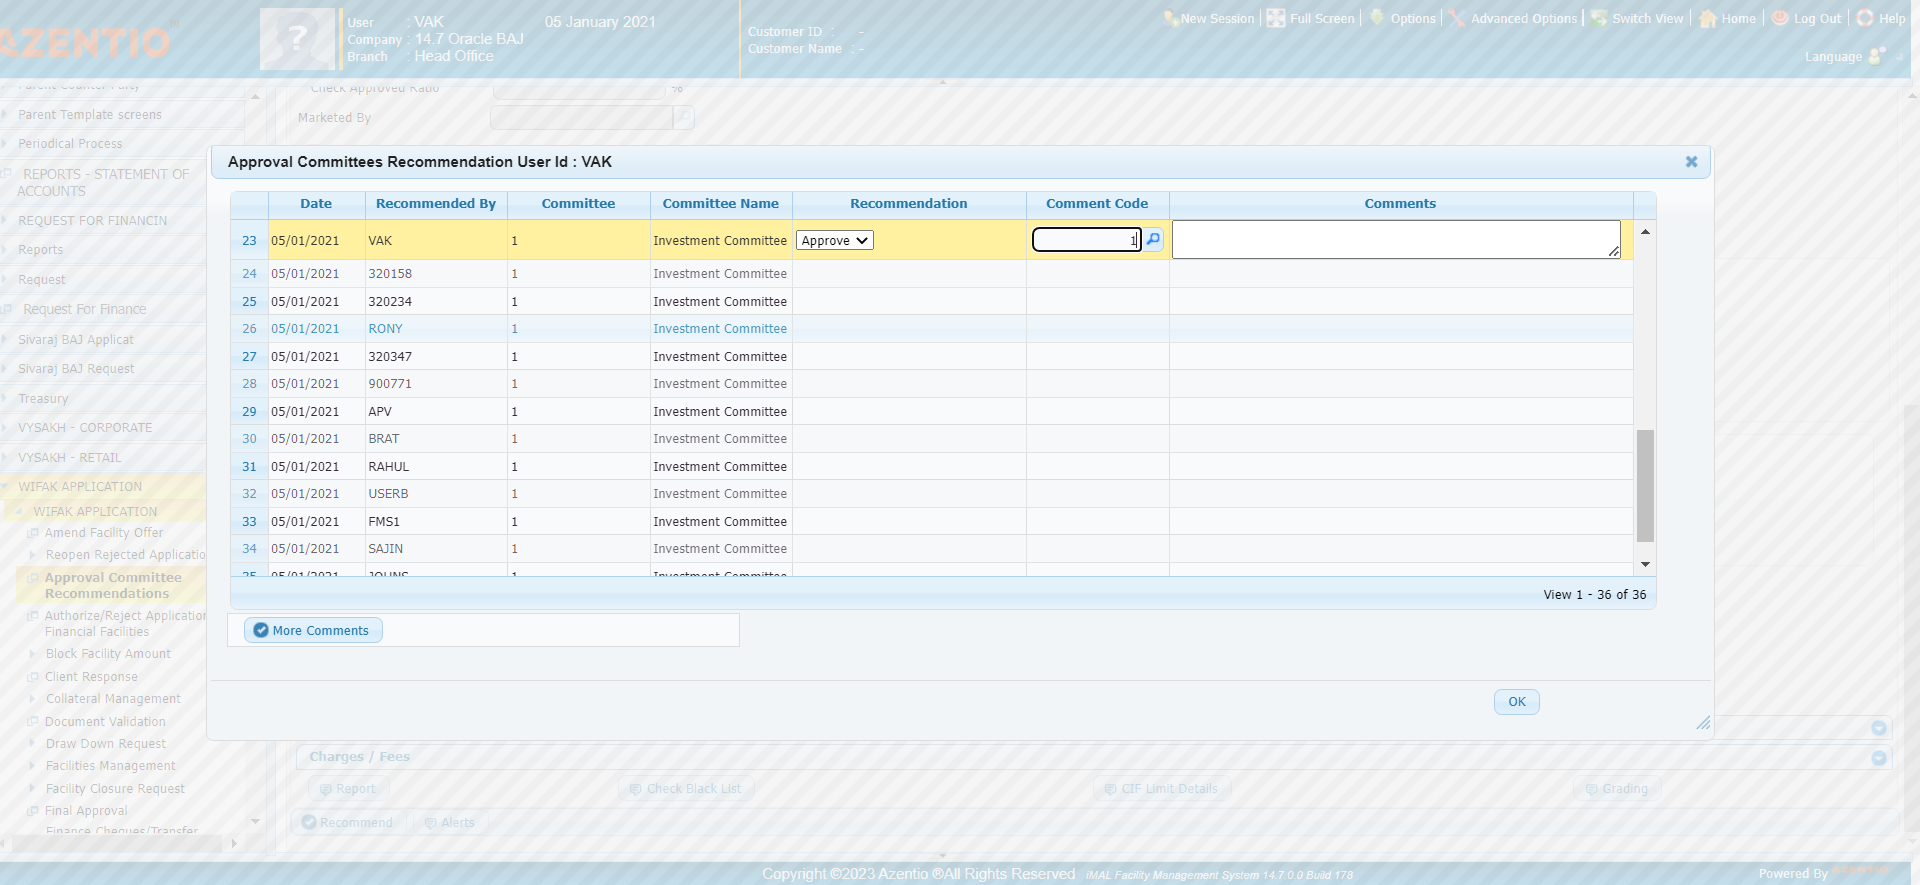 AZENTIO
User : VAK
Company : 14.7 Oracle BAJ
Branch : Head Office
05 January 2021
Customer ID : -
Customer Name : -
New Session
Full Screen
Options
Advanced Options
Switch View
Home
Log Out
Help
Language
Parent Counter Party
Parent Template screens
Periodical Process
REPORTS - STATEMENT OF
ACCOUNTS
REQUEST FOR FINANCIN
Reports
Request
Request For Finance
Sivaraj BAJ Applicat
Sivaraj BAJ Request
Treasury
VYSAKH - CORPORATE
VYSAKH - RETAIL
WIFAK APPLICATION
WIFAK APPLICATION
Amend Facility Offer
Reopen Rejected Applicatio
Approval Committee
Recommendations
Authorize/Reject Application
Financial Facilities
Block Facility Amount
Client Response
Collateral Management
Document Validation
Draw Down Request
Facilities Management
Facility Closure Request
Final Approval
Finance Cheques/Transfer
Check Approved Ratio %
Marketed By
Approval Committees Recommendation User Id : VAK
Date Recommended By Committee Committee Name Recommendation Comment Code Comments
23 05/01/2021 VAK 1 Investment Committee Approve 1
24 05/01/2021 320158 1 Investment Committee
25 05/01/2021 320234 1 Investment Committee
26 05/01/2021 RONY 1 Investment Committee
27 05/01/2021 320347 1 Investment Committee
28 05/01/2021 900771 1 Investment Committee
29 05/01/2021 APV 1 Investment Committee
30 05/01/2021 BRAT 1 Investment Committee
31 05/01/2021 RAHUL 1 Investment Committee
32 05/01/2021 USERB 1 Investment Committee
33 05/01/2021 FMS1 1 Investment Committee
34 05/01/2021 SAJIN 1 Investment Committee
35 05/01/2021 JOHNS 1 Investment Committee
View 1 - 36 of 36
More Comments
OK
Charges / Fees
Report
Check Black List
CIF Limit Details
Grading
Recommend
Alerts
Copyright ©2023 Azentio ®All Rights Reserved iMAL Facility Management System 14.7.0.0 Build 178
Powered By AZENTIO